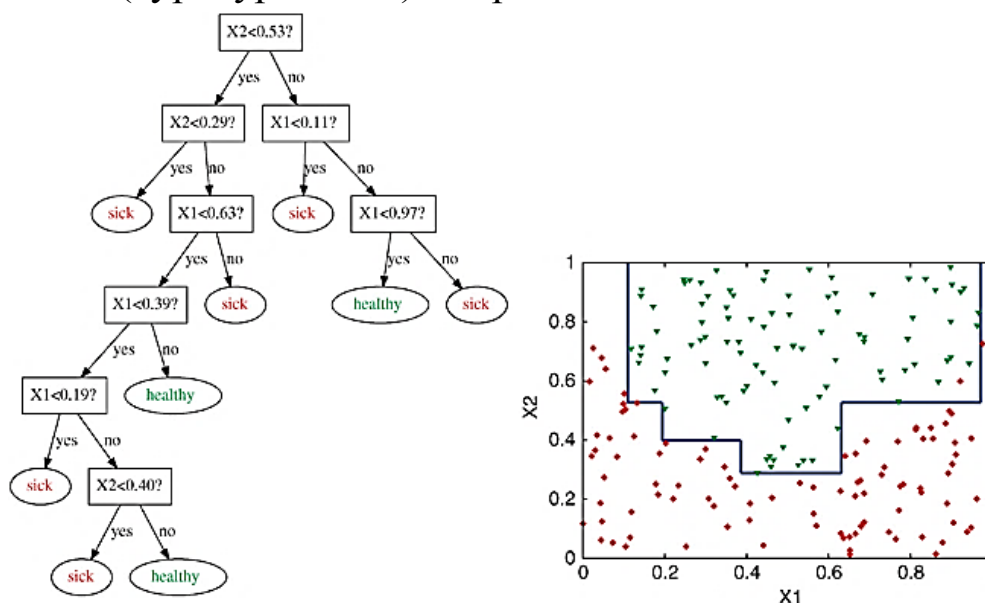 X2<0.53?
yes no
X2<0.29? X1<0.11?
yes no yes no
sick X1<0.63? sick X1<0.97?
yes no yes no
X1<0.39? sick healthy sick
yes no
X1<0.19? healthy
yes no
sick X2<0.40?
yes no
sick healthy
1
0.8
0.6
0.4
0.2
0
X2
0 0.2 0.4 0.6 0.8
X1